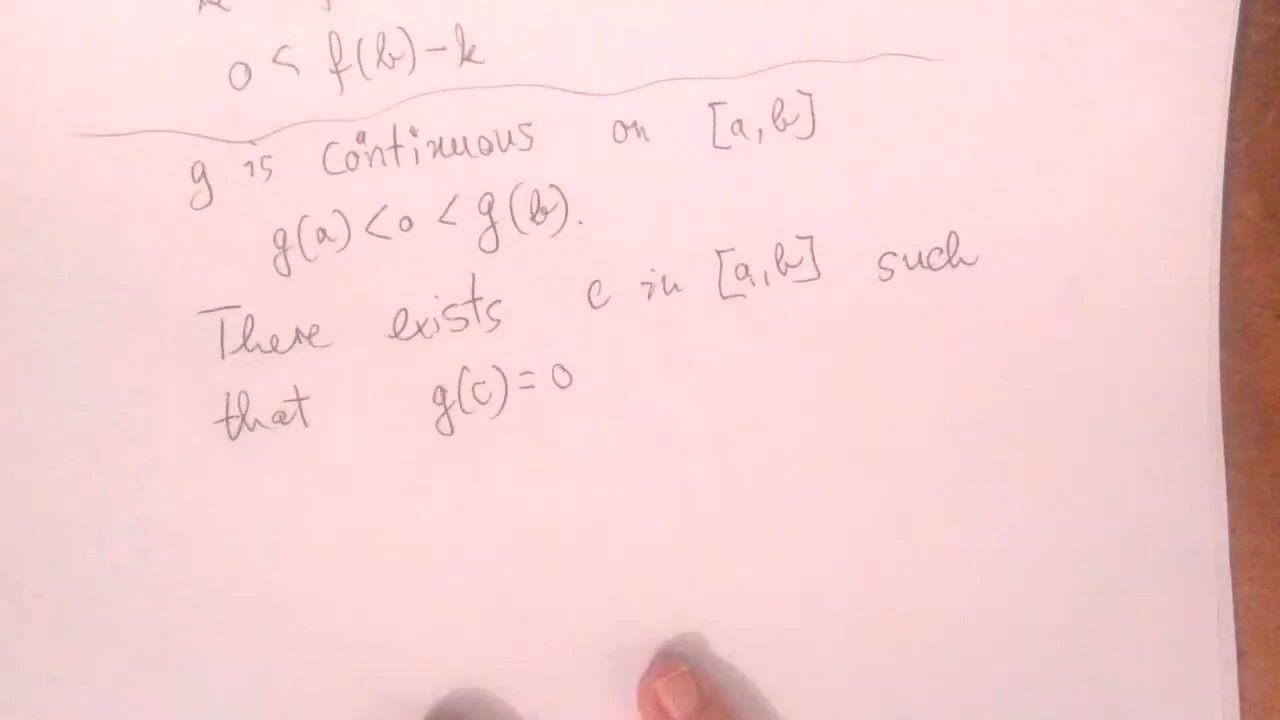 0 < f(b) - k
g is continuous on [a,b]
g(a) < 0 < g(b).
There exists c in [a,b] such
that g(c) = 0